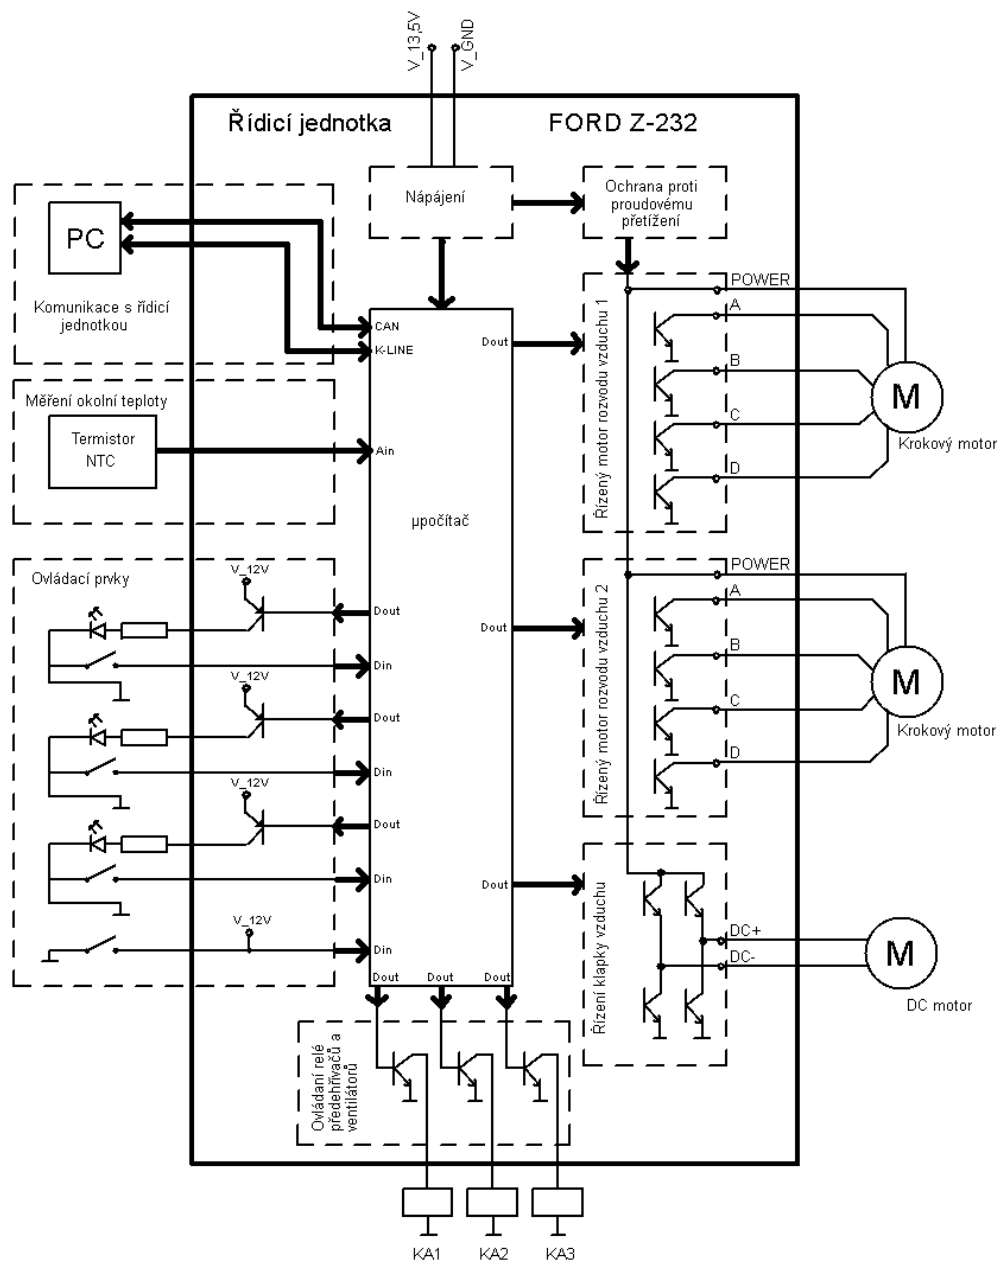 V_13,5V
V_GND
Řídicí jednotka
FORD Z-232
Nápájení
Ochrana proti
proudovému
přetížení
PC
Komunikace s řídicí
jednotkou
CAN
K-LINE
Dout
Řízený motor rozvodu vzduchu 1
POWER
A
B
C
D
M
Krokový motor
Měření okolní teploty
Termistor
NTC
Ain
µpočítač
Ovládací prvky
V_12V
Dout
Din
V_12V
Dout
Din
V_12V
Dout
Din
V_12V
Din
Dout
Řízený motor rozvodu vzduchu 2
POWER
A
B
C
D
M
Krokový motor
Dout
Řízení klapky vzduchu
DC+
DC-
M
DC motor
Dout
Dout
Dout
Ovládaní relé
předehřívačů a
ventilátorů
KA1
KA2
KA3